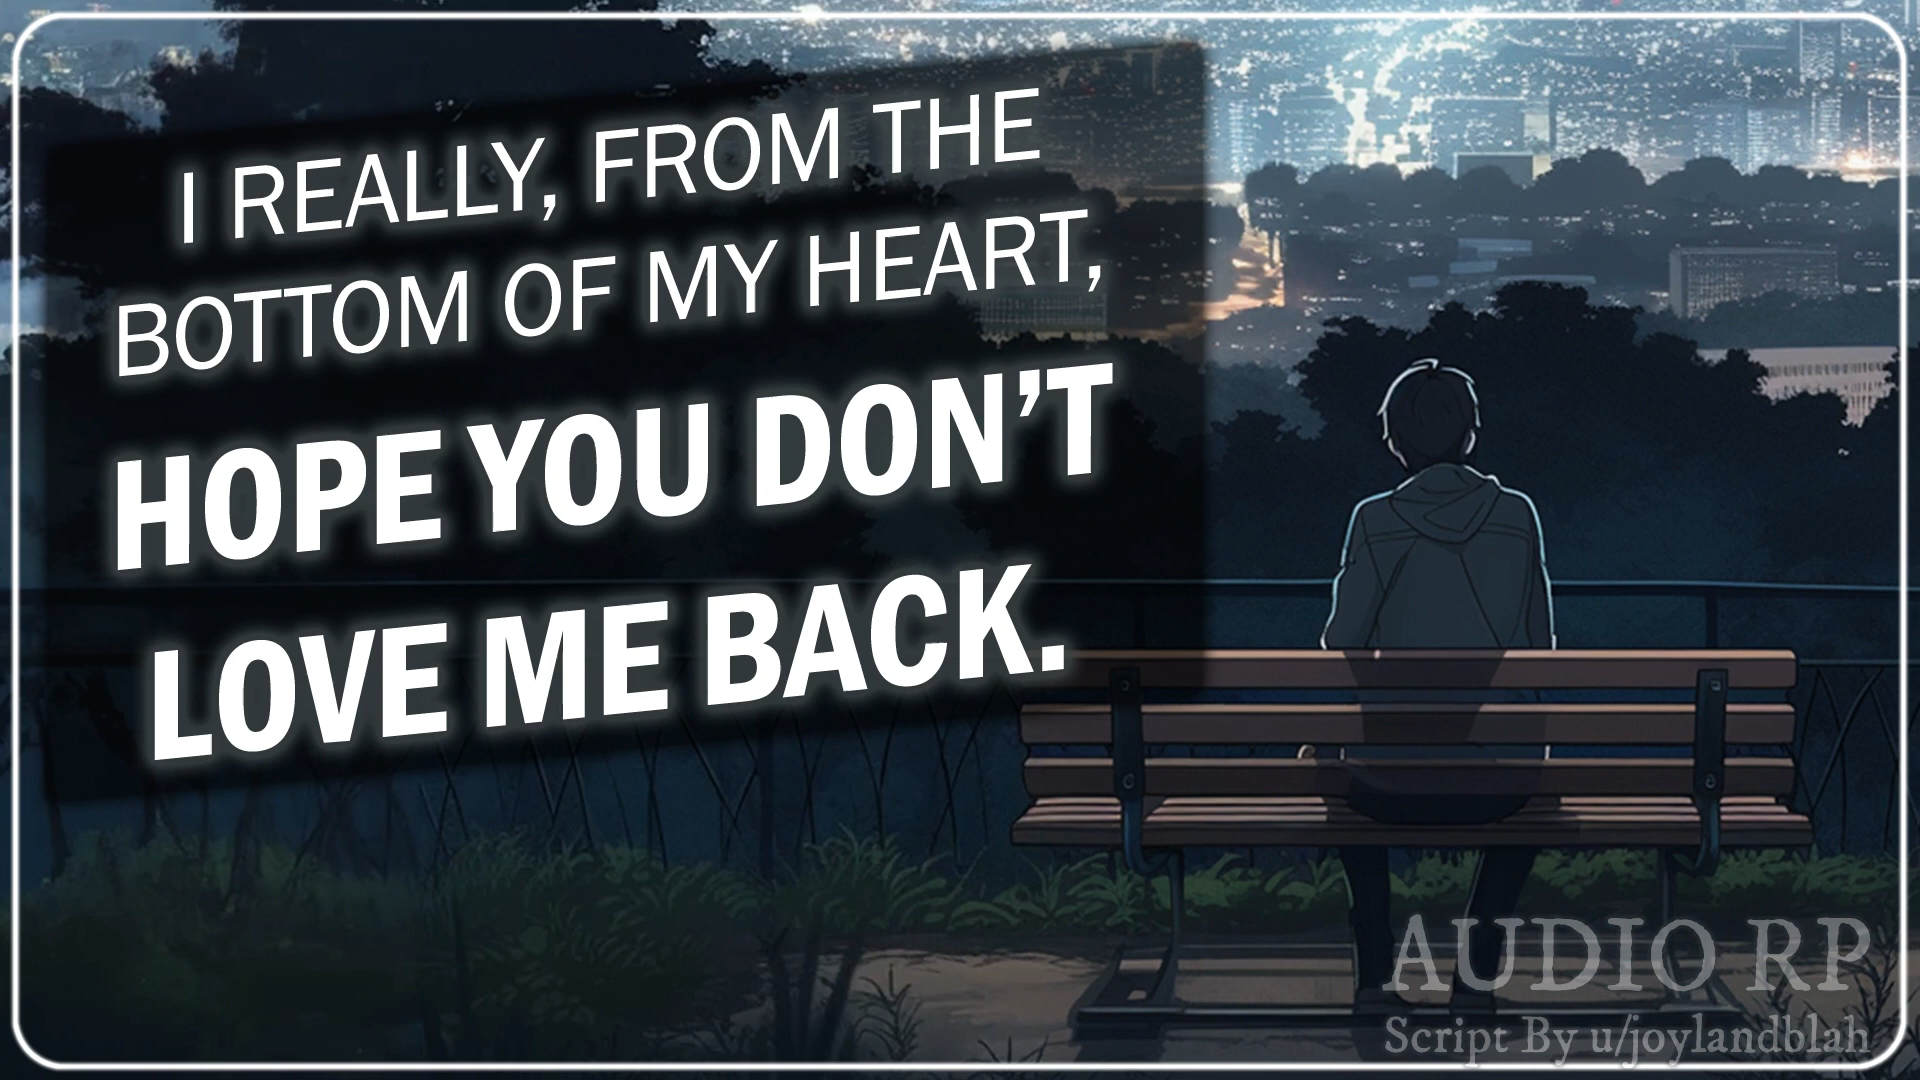 I REALLY, FROM THE
BOTTOM OF MY HEART,
HOPE YOU DON'T
LOVE ME BACK.
AUDIO RP
Script By u/joylandblah